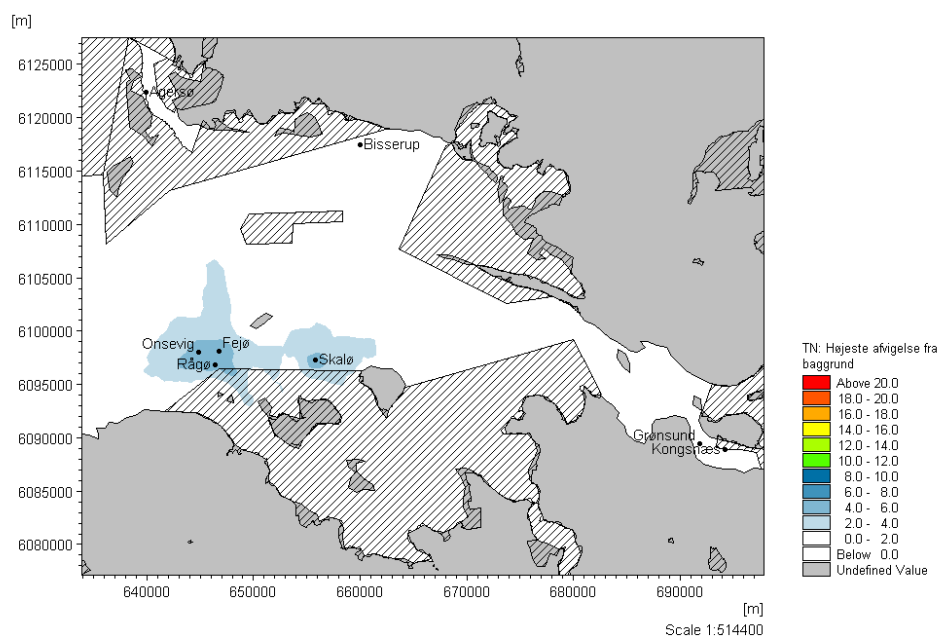 [m]
6125000
6120000
6115000
6110000
6105000
6100000
6095000
6090000
6085000
6080000
Agersø
Bisserup
Onsevig
Fejø
Rågø
Skalø
Grønsund
Kongsnæs
640000 650000 660000 670000 680000 690000
[m]
Scale 1:514400
TN: Højeste afvigelse fra
baggrund
Above 20.0
18.0 - 20.0
16.0 - 18.0
14.0 - 16.0
12.0 - 14.0
10.0 - 12.0
8.0 - 10.0
6.0 - 8.0
4.0 - 6.0
2.0 - 4.0
0.0 - 2.0
Below 0.0
Undefined Value